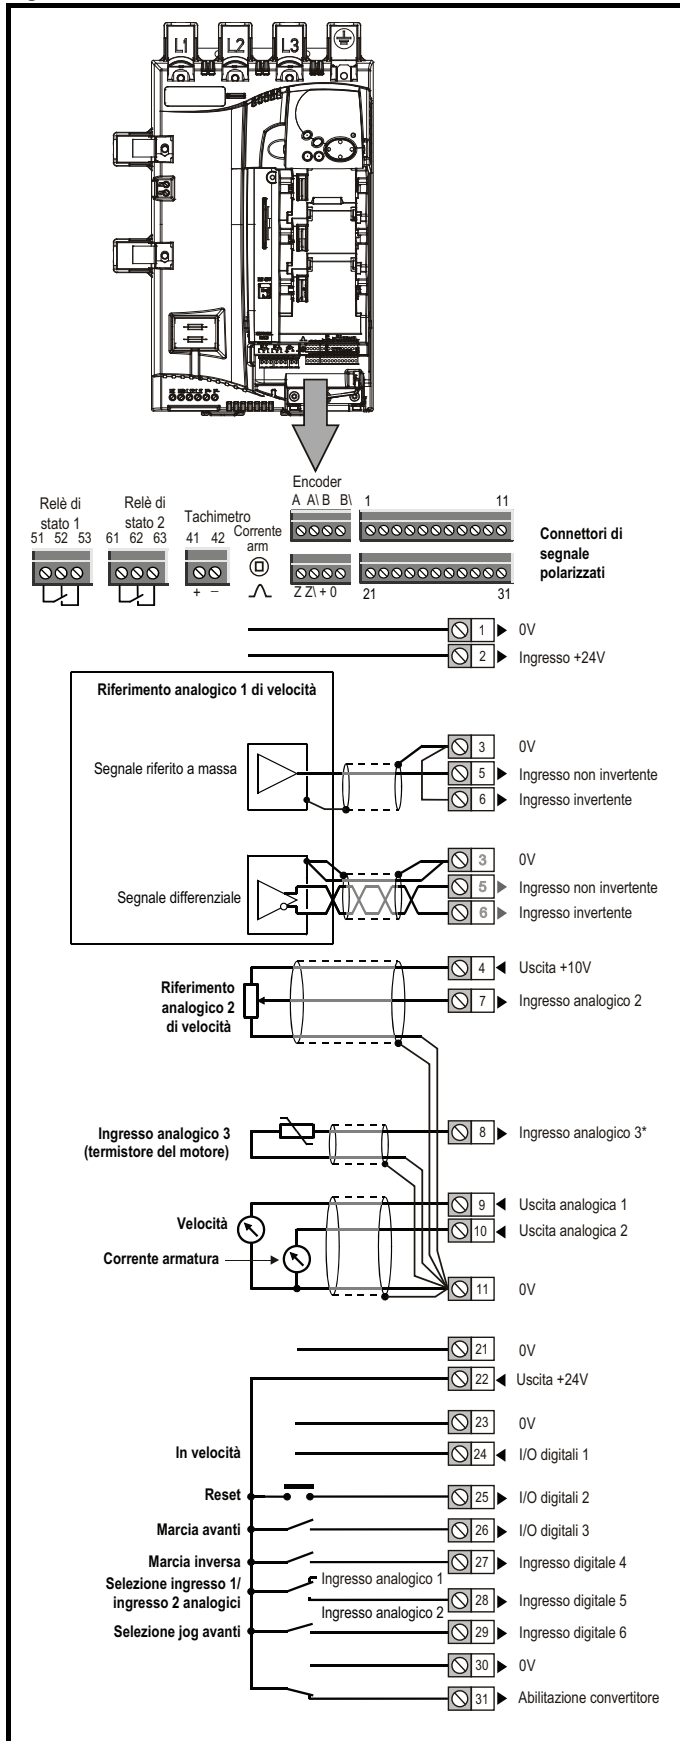 L1 L2 L3
Encoder
A A\ B B\ 1 11
Relè di
stato 1
51 52 53
Relè di
stato 2
61 62 63
Tachimetro
41 42
+ –
Corrente
arm
Z Z\ + 0 21 31
Connettori di
segnale
polarizzati
1 0V
2 Ingresso +24V
Riferimento analogico 1 di velocità
Segnale riferito a massa
3 0V
5 Ingresso non invertente
6 Ingresso invertente
Segnale differenziale
3 0V
5 Ingresso non invertente
6 Ingresso invertente
Riferimento
analogico 2
di velocità
4 Uscita +10V
7 Ingresso analogico 2
Ingresso analogico 3
(termistore del motore)
8 Ingresso analogico 3*
Velocità
9 Uscita analogica 1
Corrente armatura
10 Uscita analogica 2
11 0V
21 0V
22 Uscita +24V
23 0V
In velocità
24 I/O digitali 1
Reset
25 I/O digitali 2
Marcia avanti
26 I/O digitali 3
Marcia inversa
27 Ingresso digitale 4
Selezione ingresso 1/
ingresso 2 analogici
Ingresso analogico 1
28 Ingresso digitale 5
Ingresso analogico 2
Selezione jog avanti
29 Ingresso digitale 6
30 0V
31 Abilitazione convertitore